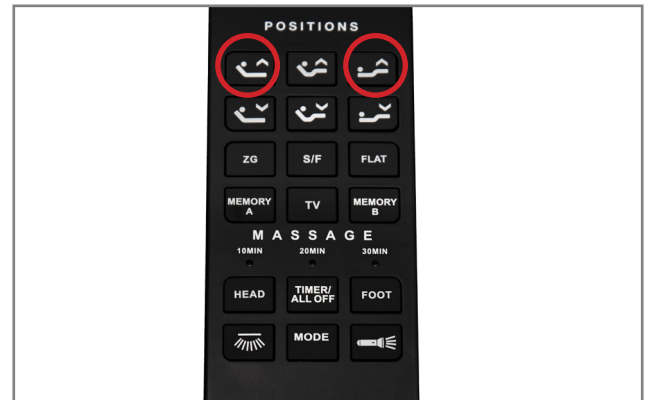 POSITIONS
ZG S/F FLAT
MEMORY A TV MEMORY B
MASSAGE
10MIN 20MIN 30MIN
HEAD TIMER/ ALL OFF FOOT
MODE